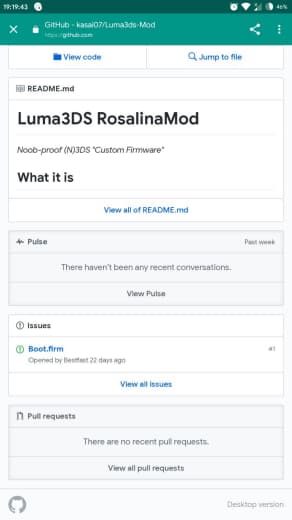 19:19:43
46%
GitHub - kasai07/Luma3ds-Mod
https://github.com
View code
Jump to file
README.md
Luma3DS RosalinaMod
Noob-proof (N)3DS "Custom Firmware"
What it is
View all of README.md
Pulse
Past week
There haven't been any recent conversations.
View Pulse
Issues
Boot.firm
#1
Opened by Bestfast 22 days ago
View all issues
Pull requests
There are no recent pull requests.
View all pull requests
Desktop version